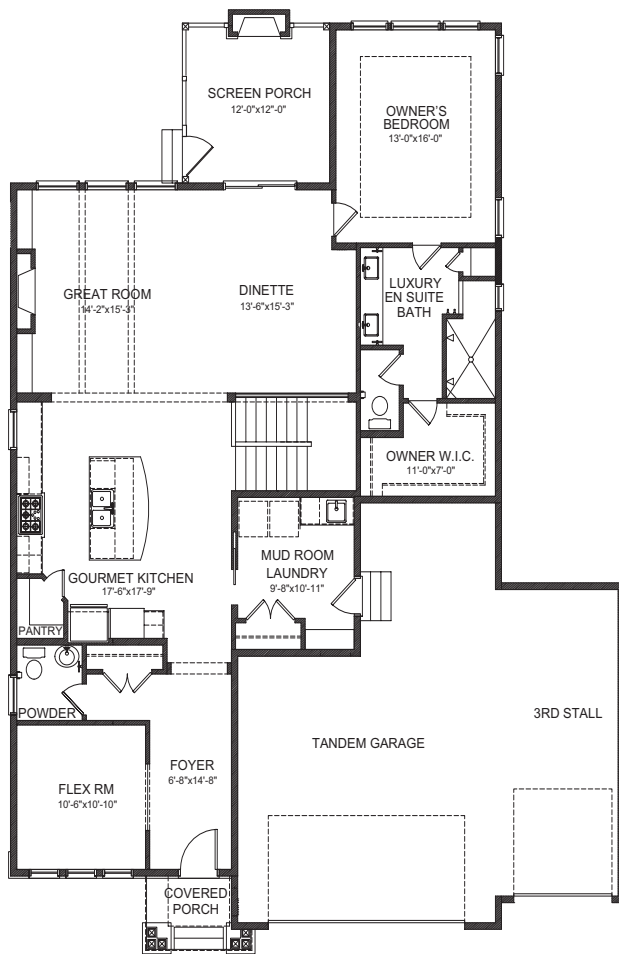 SCREEN PORCH
12'-0"x12"-0"
OWNER'S
BEDROOM
13'-0"x16'-0"
GREAT ROOM
14'-2"x15'-3"
DINETTE
13'-6"x15'-3"
LUXURY
EN SUITE
BATH
OWNER W.I.C.
11'-0"x7'-0"
MUD ROOM
LAUNDRY
9'-8"x10'-11"
GOURMET KITCHEN
17'-6"x17'-9"
PANTRY
POWDER
FOYER
6'-8"x14'-8"
FLEX RM
10'-6"x10'-10"
TANDEM GARAGE
3RD STALL
COVERED
PORCH